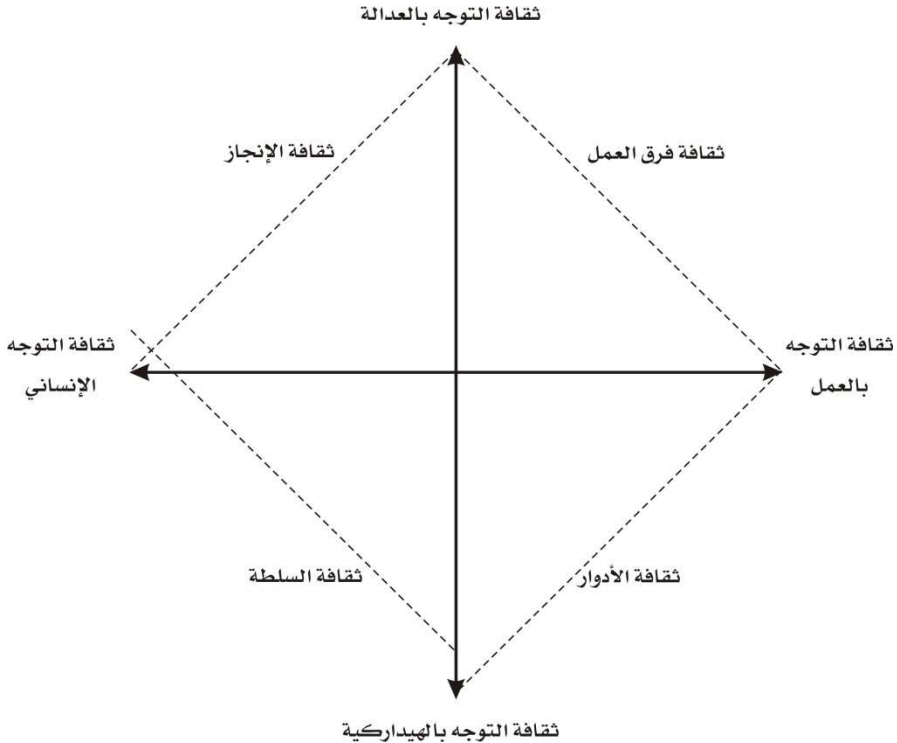 ثقافة التوجه بالعدالة
ثقافة فرق العمل
ثقافة الإنجاز
ثقافة التوجه
بالعمل
ثقافة التوجه
الإنساني
ثقافة الأدوار
ثقافة السلطة
ثقافة التوجه بالهيداركية